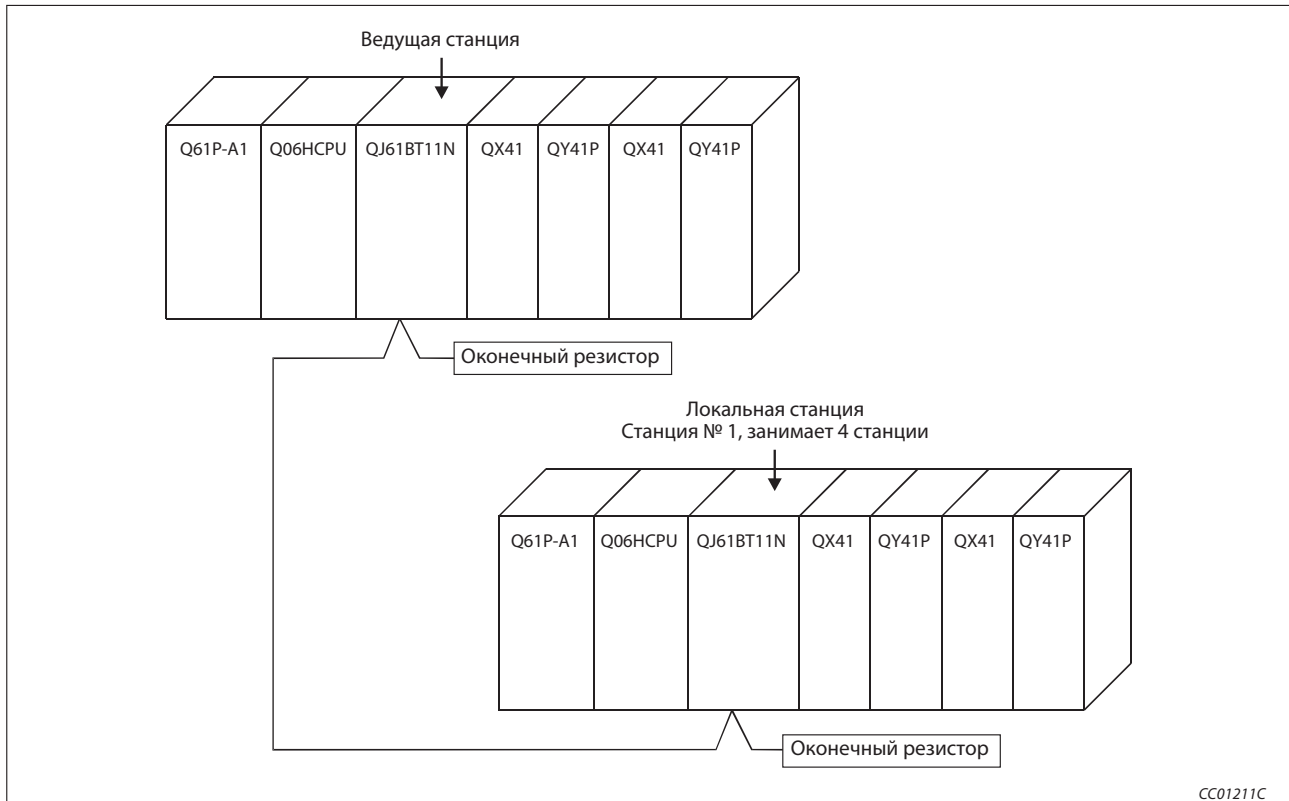 Ведущая станция
Q61P-A1 Q06HCPU QJ61BT11N QX41 QY41P QX41 QY41P
Оконечный резистор
Локальная станция
Станция № 1, занимает 4 станции
Q61P-A1 Q06HCPU QJ61BT11N QX41 QY41P QX41 QY41P
Оконечный резистор
CC01211C